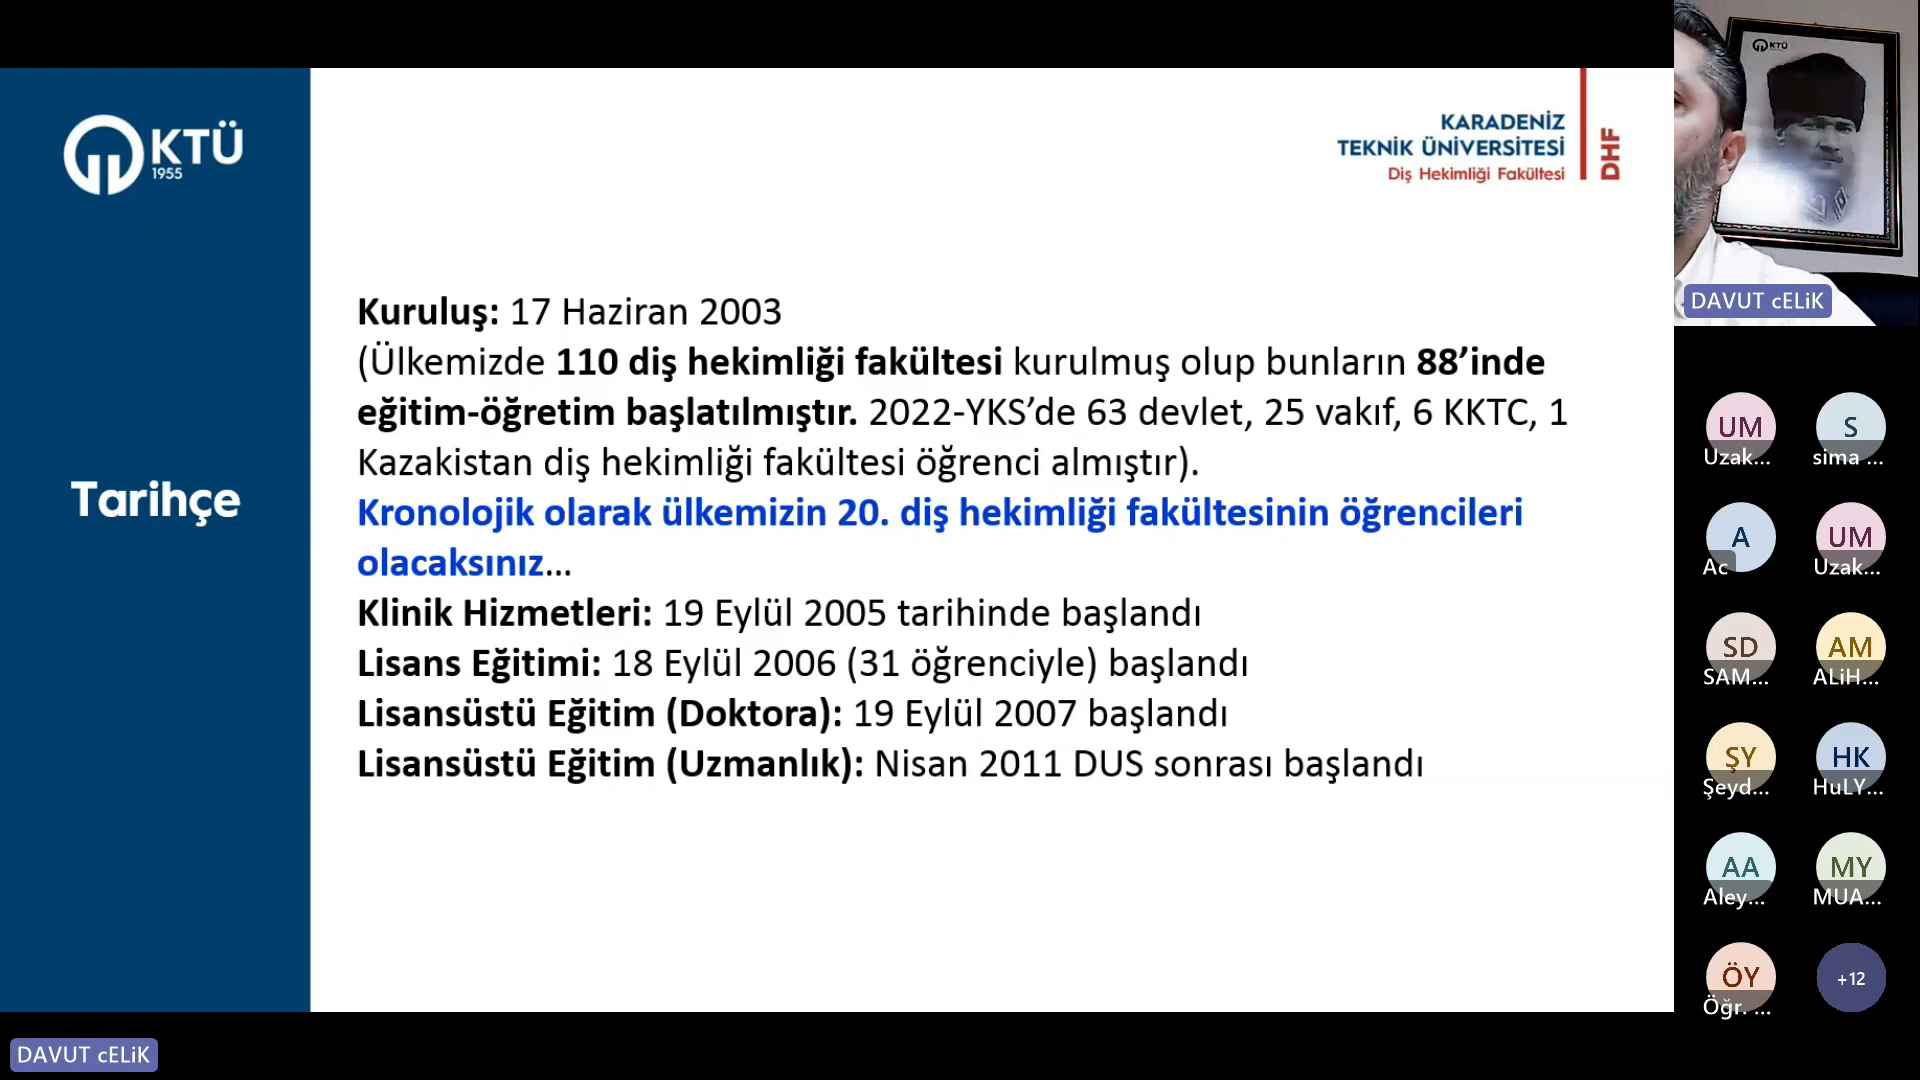 KTÜ
1955
Tarihçe
KARADENİZ
TEKNİK ÜNİVERSİTESİ
Diş Hekimliği Fakültesi
DHF
Kuruluş: 17 Haziran 2003
(Ülkemizde 110 diş hekimliği fakültesi kurulmuş olup bunların 88’inde
eğitim-öğretim başlatılmıştır. 2022-YKS’de 63 devlet, 25 vakıf, 6 KKTC, 1
Kazakistan diş hekimliği fakültesi öğrenci almıştır).
Kronolojik olarak ülkemizin 20. diş hekimliği fakültesinin öğrencileri
olacaksınız...
Klinik Hizmetleri: 19 Eylül 2005 tarihinde başlandı
Lisans Eğitimi: 18 Eylül 2006 (31 öğrenciyle) başlandı
Lisansüstü Eğitim (Doktora): 19 Eylül 2007 başlandı
Lisansüstü Eğitim (Uzmanlık): Nisan 2011 DUS sonrası başlandı
KTÜ
DAVUT cELiK
UM
Uzak...
S
sima ...
A
Ac
UM
Uzak...
SD
SAM...
AM
ALiH...
ŞY
Şeyd...
HK
HuLY...
AA
Aley...
MY
MUA...
ÖY
Öğr. ...
+12
DAVUT cELiK